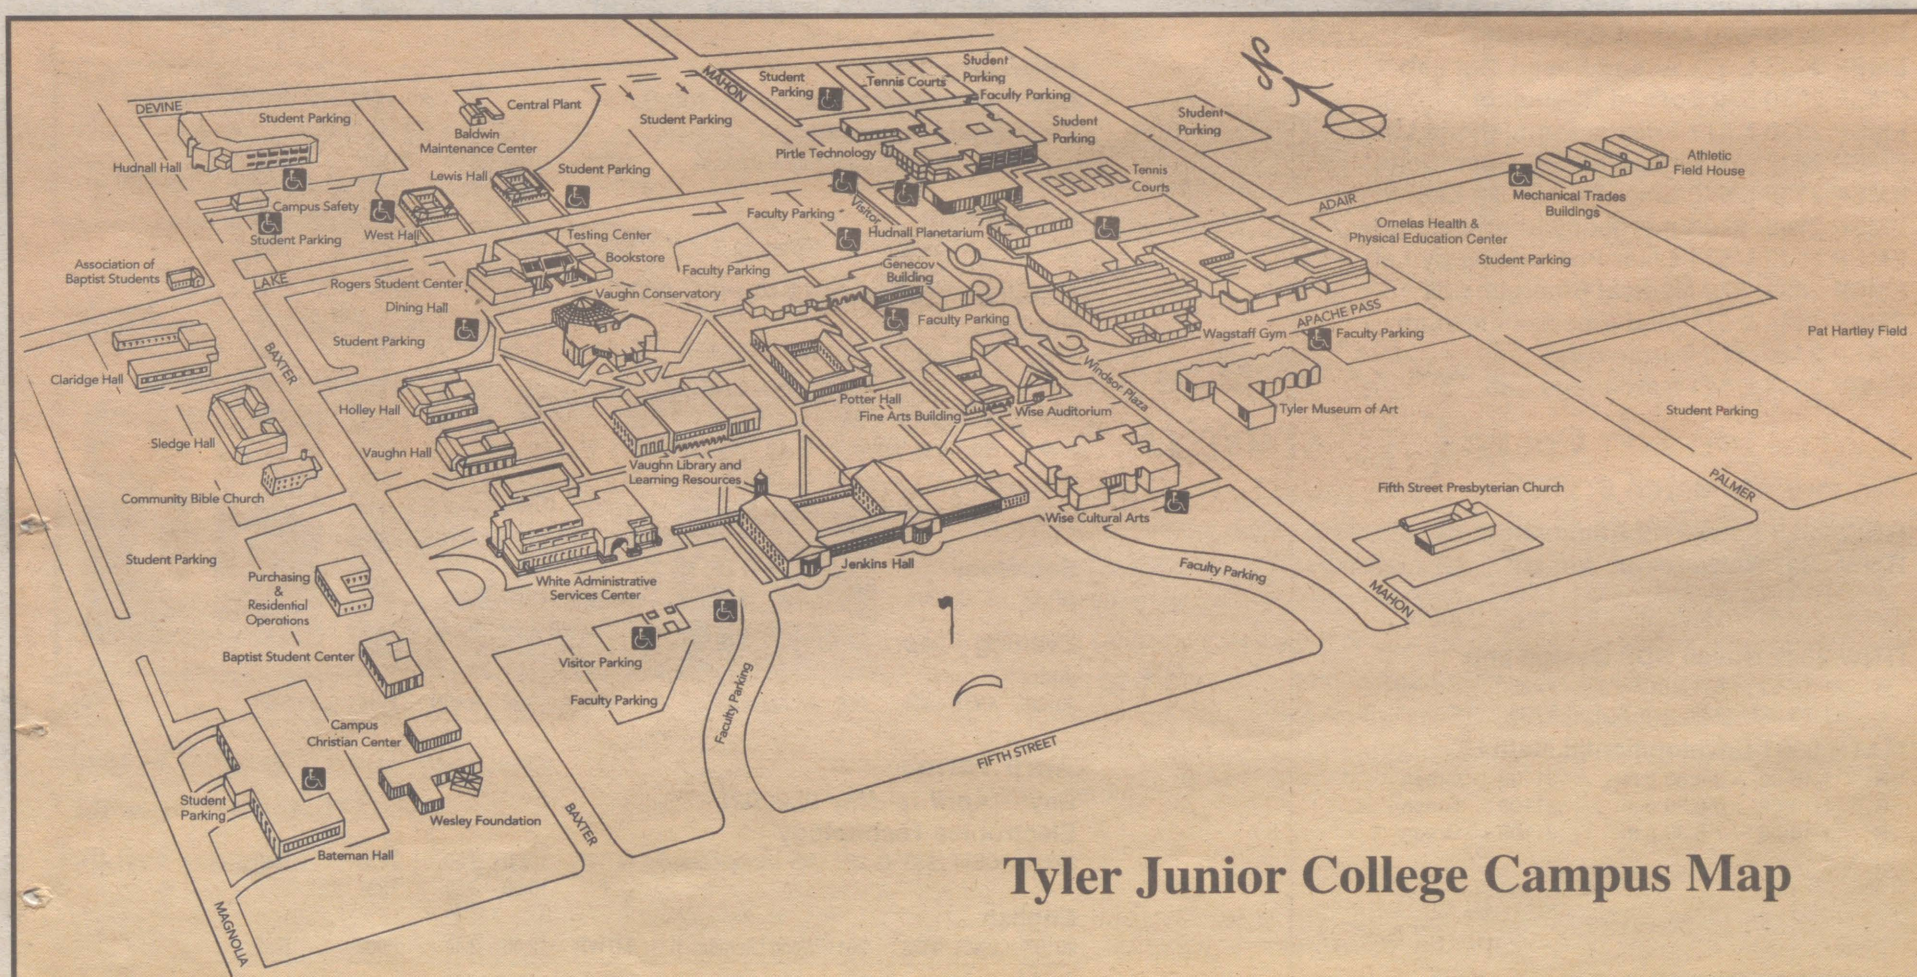 DEVINE
Student Parking
Hudnall Hall
Central Plant
Baldwin
Maintenance Center
MAHON
Student
Parking
Tennis Courts
Student
Parking
Faculty Parking
Student Parking
Student
Parking
Student
Parking
Pirtle Technology
Lewis Hall
Student Parking
Tennis
Courts
N
Athletic
Field House
Mechanical Trades
Buildings
ADAIR
Campus Safety
Student Parking
West Hall
Faculty Parking
Visitor
Hudnall Planetarium
Ornelas Health &
Physical Education Center
Student Parking
Association of
Baptist Students
LAKE
Rogers Student Center
Testing Center
Bookstore
Faculty Parking
Genecov
Building
Dining Hall
Vaughn Conservatory
Faculty Parking
Student Parking
Wagstaff Gym
APACHE PASS
Faculty Parking
Pat Hartley Field
BAXTER
Claridge Hall
Windsor Plaza
Holley Hall
Potter Hall
Fine Arts Building
Wise Auditorium
Tyler Museum of Art
Student Parking
Sledge Hall
Vaughn Hall
Vaughn Library and
Learning Resources
Community Bible Church
PALMER
Fifth Street Presbyterian Church
Wise Cultural Arts
Student Parking
Purchasing
&
Residential
Operations
White Administrative
Services Center
Jenkins Hall
Faculty Parking
MAHON
Baptist Student Center
Visitor Parking
Faculty Parking
Faculty Parking
Campus
Christian Center
FIFTH STREET
Student
Parking
Wesley Foundation
BAXTER
Bateman Hall
MAGNOLIA
Tyler Junior College Campus Map